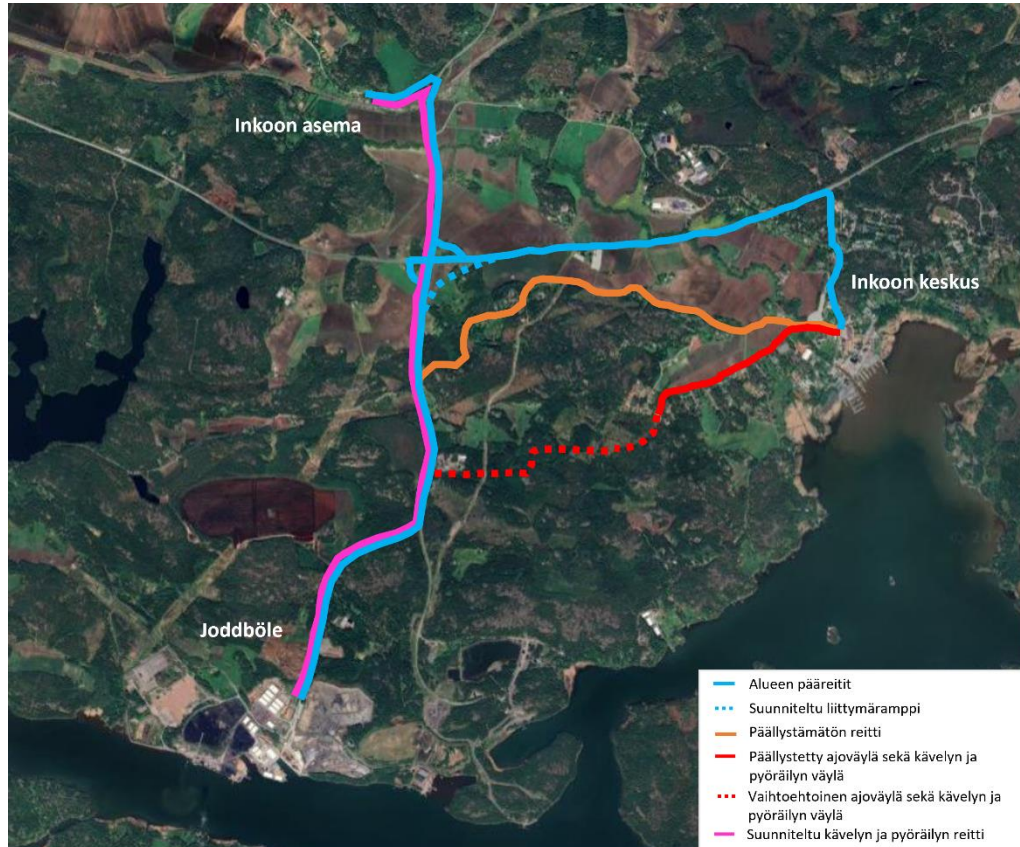 Inkoon asema
Inkoon keskus
Joddböle
Alueen pääreitit
Suunniteltu liittymäramppi
Päällystämätön reitti
Päällystetty ajoväylä sekä kävelyn ja
pyöräilyn väylä
Vaihtoehtoinen ajoväylä sekä kävelyn ja
pyöräilyn väylä
Suunniteltu kävelyn ja pyöräilyn reitti